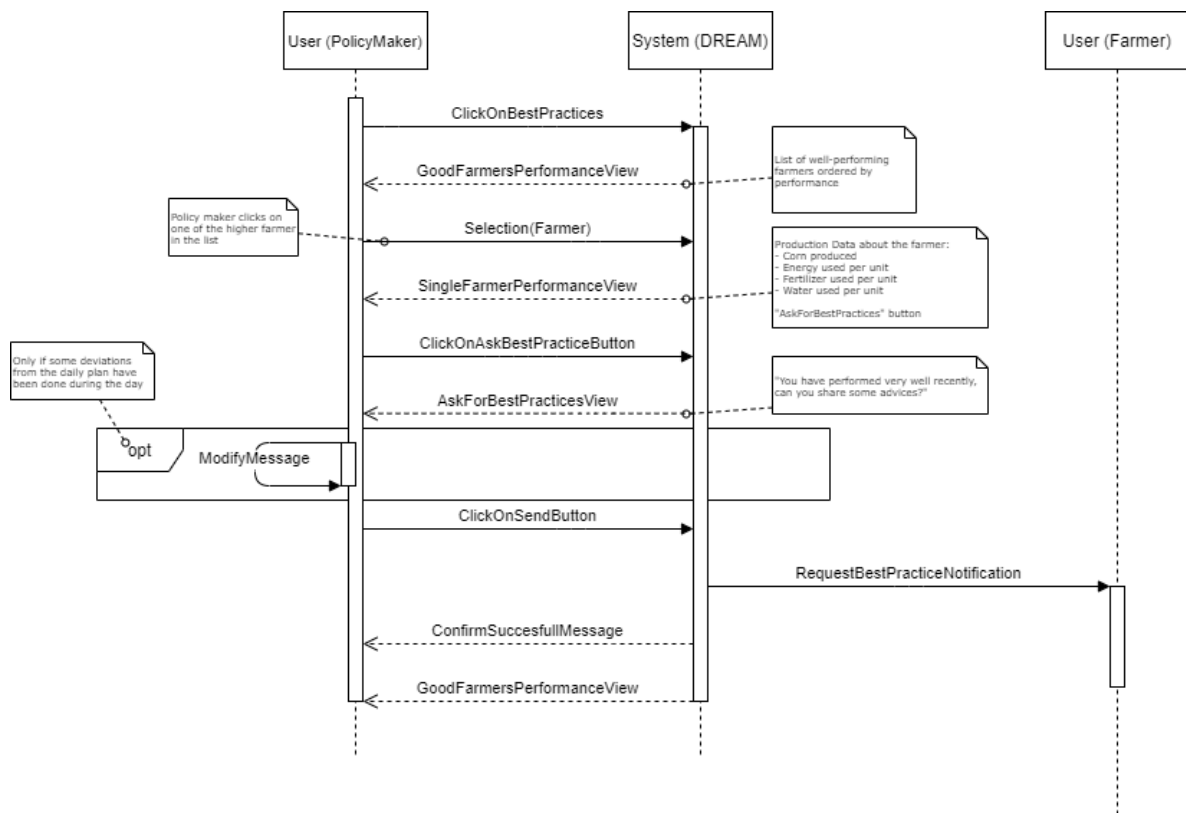 User (PolicyMaker)
System (DREAM)
User (Farmer)
ClickOnBestPractices
List of well-performing
farmers ordered by
performance
GoodFarmersPerformanceView
Policy maker clicks on
one of the higher farmer
in the list
Selection(Farmer)
Production Data about the farmer:
- Corn produced
- Energy used per unit
- Fertilizer used per unit
- Water used per unit
"AskForBestPractices" button
SingleFarmerPerformanceView
ClickOnAskBestPracticeButton
Only if some deviations
from the daily plan have
been done during the day
"You have performed very well recently,
can you share some advices?"
AskForBestPracticesView
opt
ModifyMessage
ClickOnSendButton
RequestBestPracticeNotification
ConfirmSuccesfullMessage
GoodFarmersPerformanceView